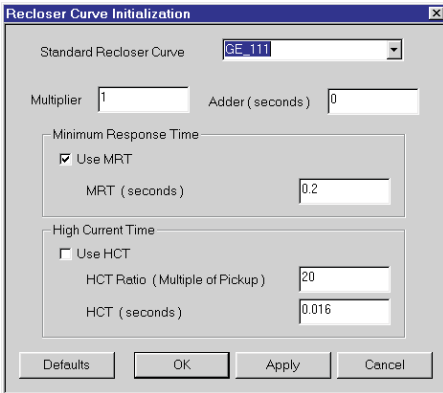 Recloser Curve Initialization
Standard Recloser Curve GE_111
Multiplier 1 Adder ( seconds ) 0
Minimum Response Time
Use MRT
MRT ( seconds ) 0.2
High Current Time
Use HCT
HCT Ratio ( Multiple of Pickup ) 20
HCT ( seconds ) 0.016
Defaults OK Apply Cancel